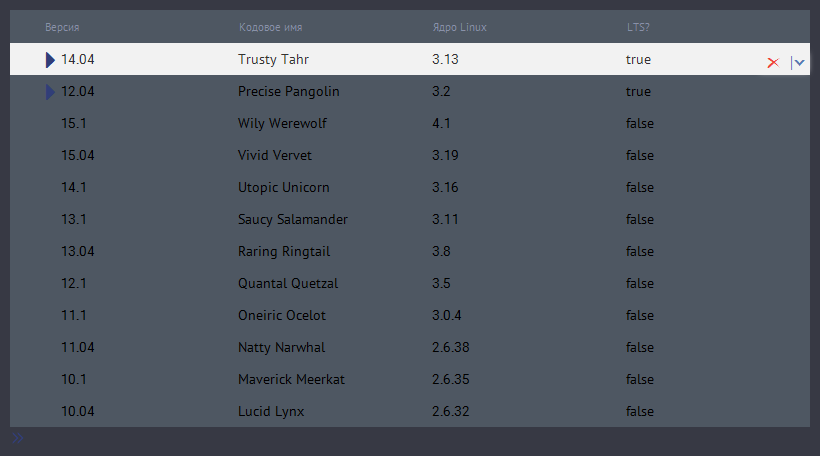 Версия Кодовое имя Ядро Linux LTS?
14.04 Trusty Tahr 3.13 true
12.04 Precise Pangolin 3.2 true
15.1 Wily Werewolf 4.1 false
15.04 Vivid Vervet 3.19 false
14.1 Utopic Unicorn 3.16 false
13.1 Saucy Salamander 3.11 false
13.04 Raring Ringtail 3.8 false
12.1 Quantal Quetzal 3.5 false
11.1 Oneiric Ocelot 3.0.4 false
11.04 Natty Narwhal 2.6.38 false
10.1 Maverick Meerkat 2.6.35 false
10.04 Lucid Lynx 2.6.32 false